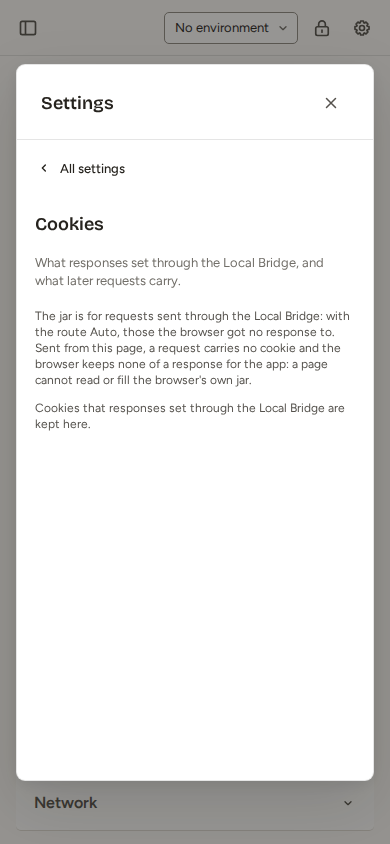 No environment
Settings
All settings
Cookies
What responses set through the Local Bridge, and
what later requests carry.
The jar is for requests sent through the Local Bridge: with
the route Auto, those the browser got no response to.
Sent from this page, a request carries no cookie and the
browser keeps none of a response for the app: a page
cannot read or fill the browser's own jar.
Cookies that responses set through the Local Bridge are
kept here.
Network